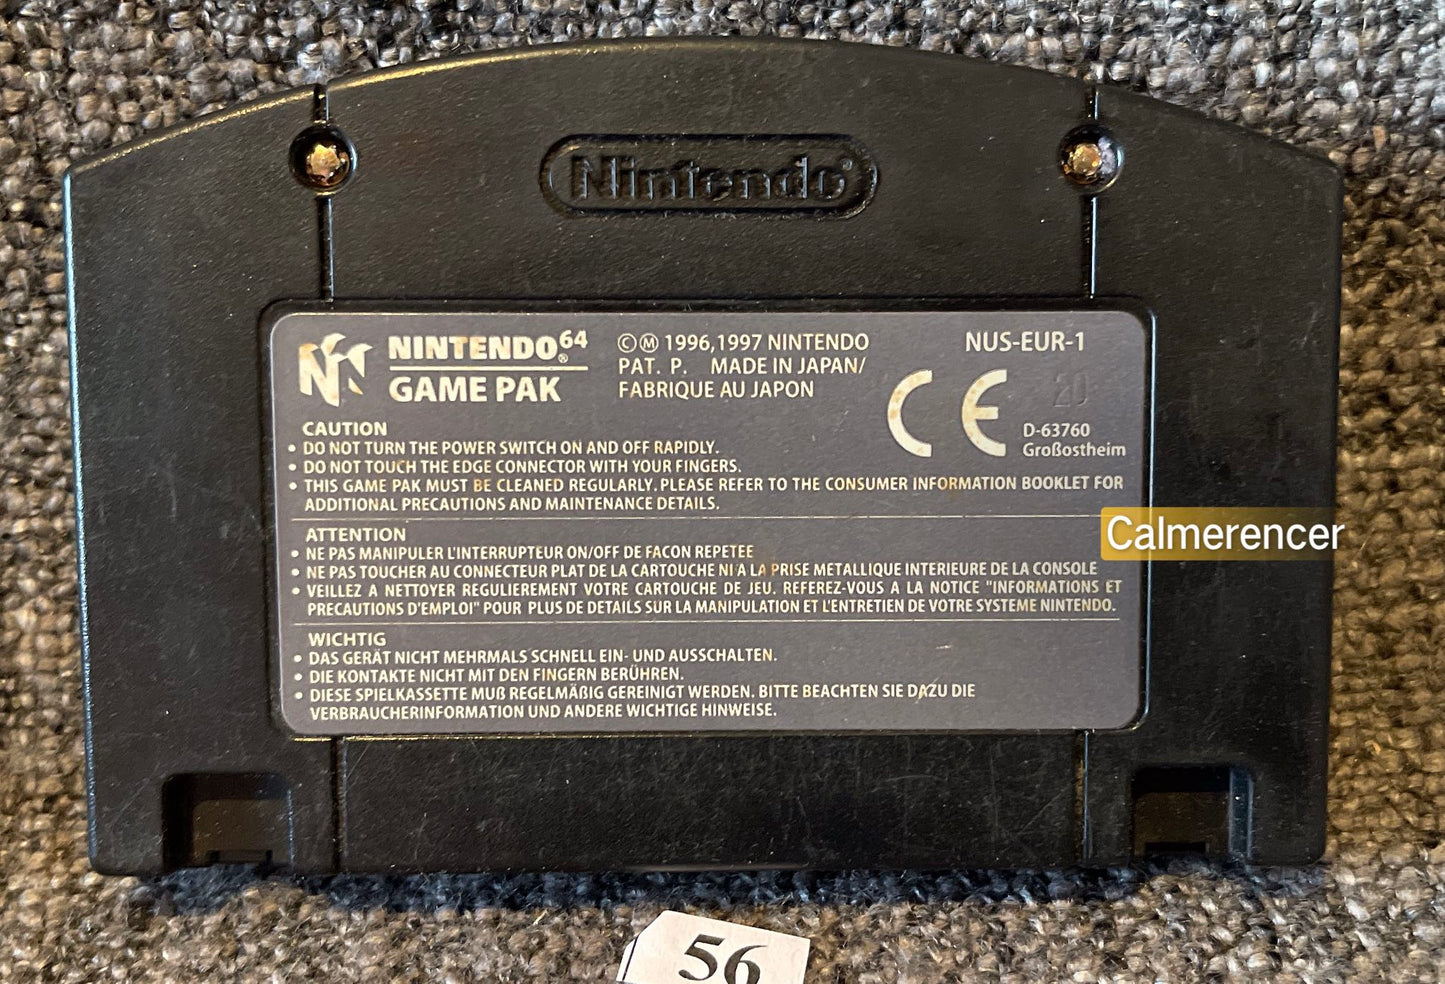 Nintendo®
NINTENDO⁶⁴®
GAME PAK
©Ⓜ 1996,1997 NINTENDO
PAT. P. MADE IN JAPAN/
FABRIQUE AU JAPON
NUS-EUR-1
20
CE
D-63760
Großostheim
CAUTION
• DO NOT TURN THE POWER SWITCH ON AND OFF RAPIDLY.
• DO NOT TOUCH THE EDGE CONNECTOR WITH YOUR FINGERS.
• THIS GAME PAK MUST BE CLEANED REGULARLY. PLEASE REFER TO THE CONSUMER INFORMATION BOOKLET FOR
ADDITIONAL PRECAUTIONS AND MAINTENANCE DETAILS.
ATTENTION
• NE PAS MANIPULER L'INTERRUPTEUR ON/OFF DE FACON REPETEE
• NE PAS TOUCHER AU CONNECTEUR PLAT DE LA CARTOUCHE NI A LA PRISE METALLIQUE INTERIEURE DE LA CONSOLE
• VEILLEZ A NETTOYER REGULIEREMENT VOTRE CARTOUCHE DE JEU. REFEREZ-VOUS A LA NOTICE "INFORMATIONS ET
PRECAUTIONS D'EMPLOI" POUR PLUS DE DETAILS SUR LA MANIPULATION ET L'ENTRETIEN DE VOTRE SYSTEME NINTENDO.
Calmerencer
WICHTIG
• DAS GERÄT NICHT MEHRMALS SCHNELL EIN- UND AUSSCHALTEN.
• DIE KONTAKTE NICHT MIT DEN FINGERN BERÜHREN.
• DIESE SPIELKASSETTE MUß REGELMÄßIG GEREINIGT WERDEN. BITTE BEACHTEN SIE DAZU DIE
VERBRAUCHERINFORMATION UND ANDERE WICHTIGE HINWEISE.
56